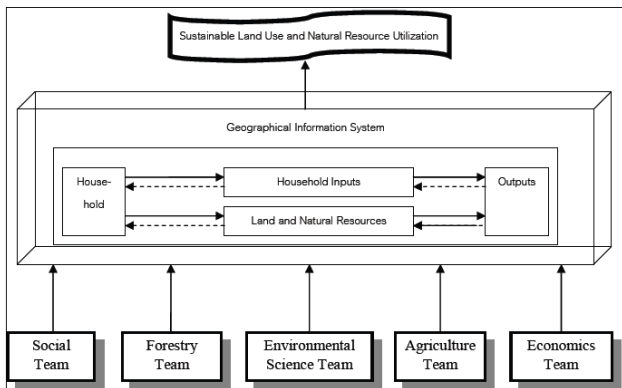 Sustainable Land Use and Natural Resource Utilization
Geographical Information System
House-
hold
Household Inputs
Outputs
Land and Natural Resources
Social
Team
Forestry
Team
Environmental
Science Team
Agriculture
Team
Economics
Team